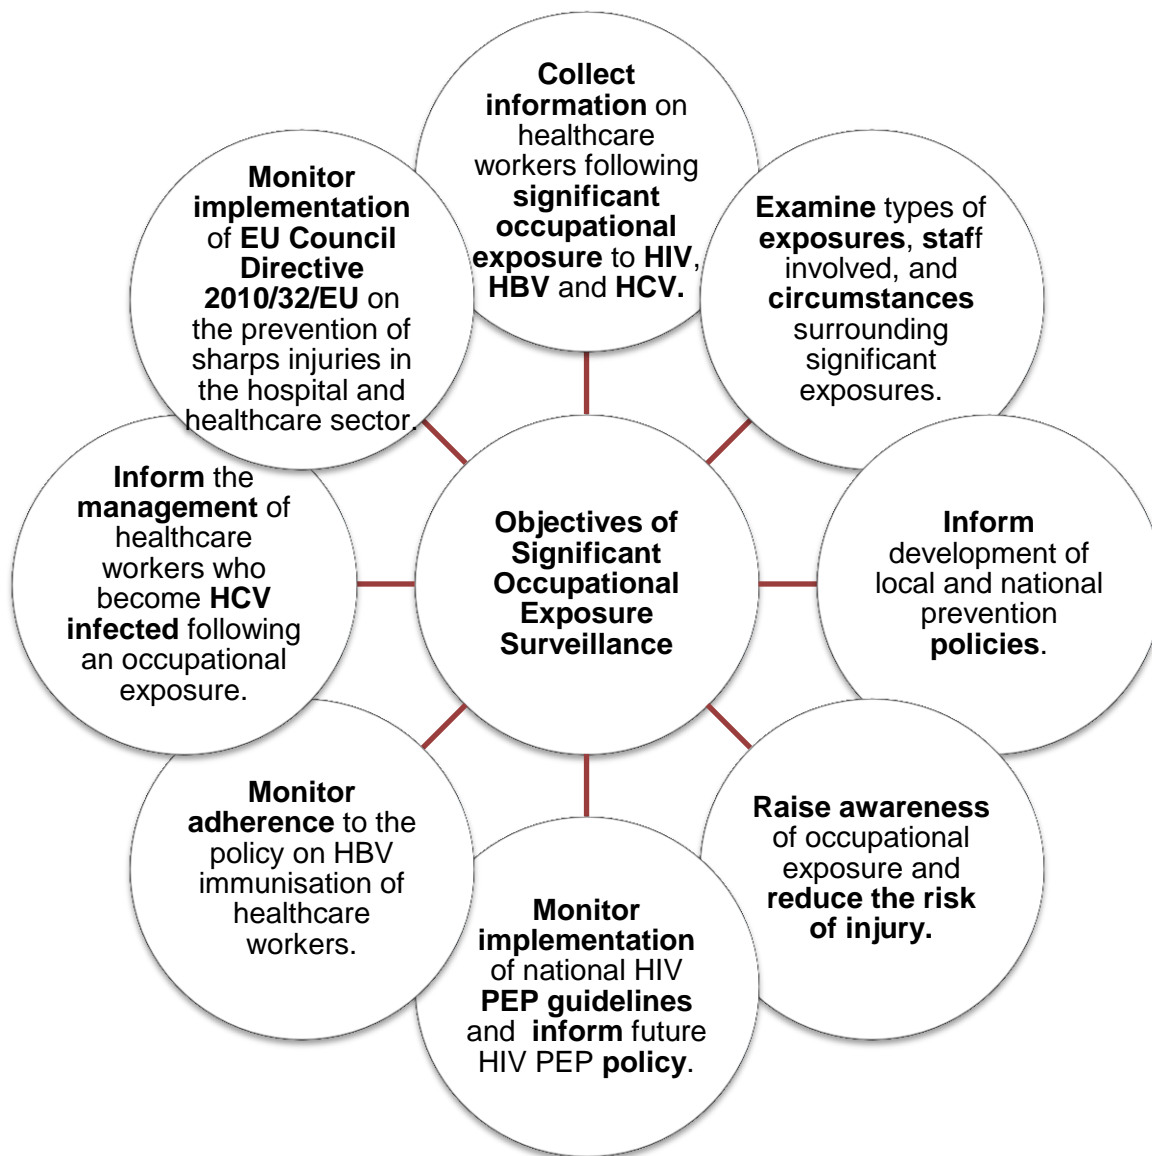 Collect
information on
healthcare
workers following
significant
occupational
exposure to HIV,
HBV and HCV.
Examine types of
exposures, staff
involved, and
circumstances
surrounding
significant
exposures.
Inform
development of
local and national
prevention
policies.
Raise awareness
of occupational
exposure and
reduce the risk
of injury.
Monitor
implementation
of national HIV
PEP guidelines
and inform future
HIV PEP policy.
Monitor
adherence to the
policy on HBV
immunisation of
healthcare
workers.
Inform the
management of
healthcare
workers who
become HCV
infected following
an occupational
exposure.
Monitor
implementation
of EU Council
Directive
2010/32/EU on
the prevention of
sharps injuries in
the hospital and
healthcare sector.
Objectives of
Significant
Occupational
Exposure
Surveillance